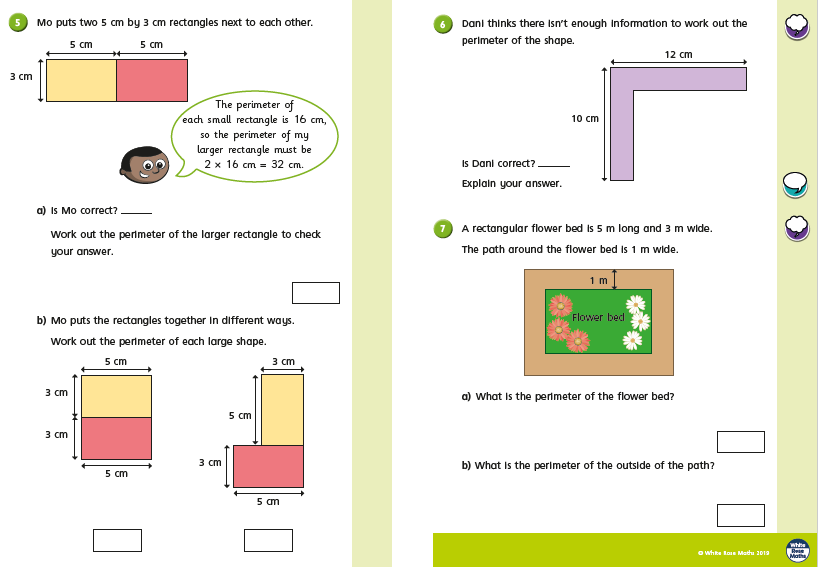 5
Mo puts two 5 cm by 3 cm rectangles next to each other.
5 cm
5 cm
3 cm
The perimeter of
each small rectangle is 16 cm,
so the perimeter of my
larger rectangle must be
2 × 16 cm = 32 cm.
a) Is Mo correct?
Work out the perimeter of the larger rectangle to check
your answer.
b) Mo puts the rectangles together in different ways.
Work out the perimeter of each large shape.
5 cm
3 cm
3 cm
5 cm
3 cm
5 cm
3 cm
5 cm
6
Dani thinks there isn't enough information to work out the
perimeter of the shape.
12 cm
10 cm
Is Dani correct?
Explain your answer.
7
A rectangular flower bed is 5 m long and 3 m wide.
The path around the flower bed is 1 m wide.
1 m
Flower bed
a) What is the perimeter of the flower bed?
b) What is the perimeter of the outside of the path?
© White Rose Maths 2018
White
Rose
Maths